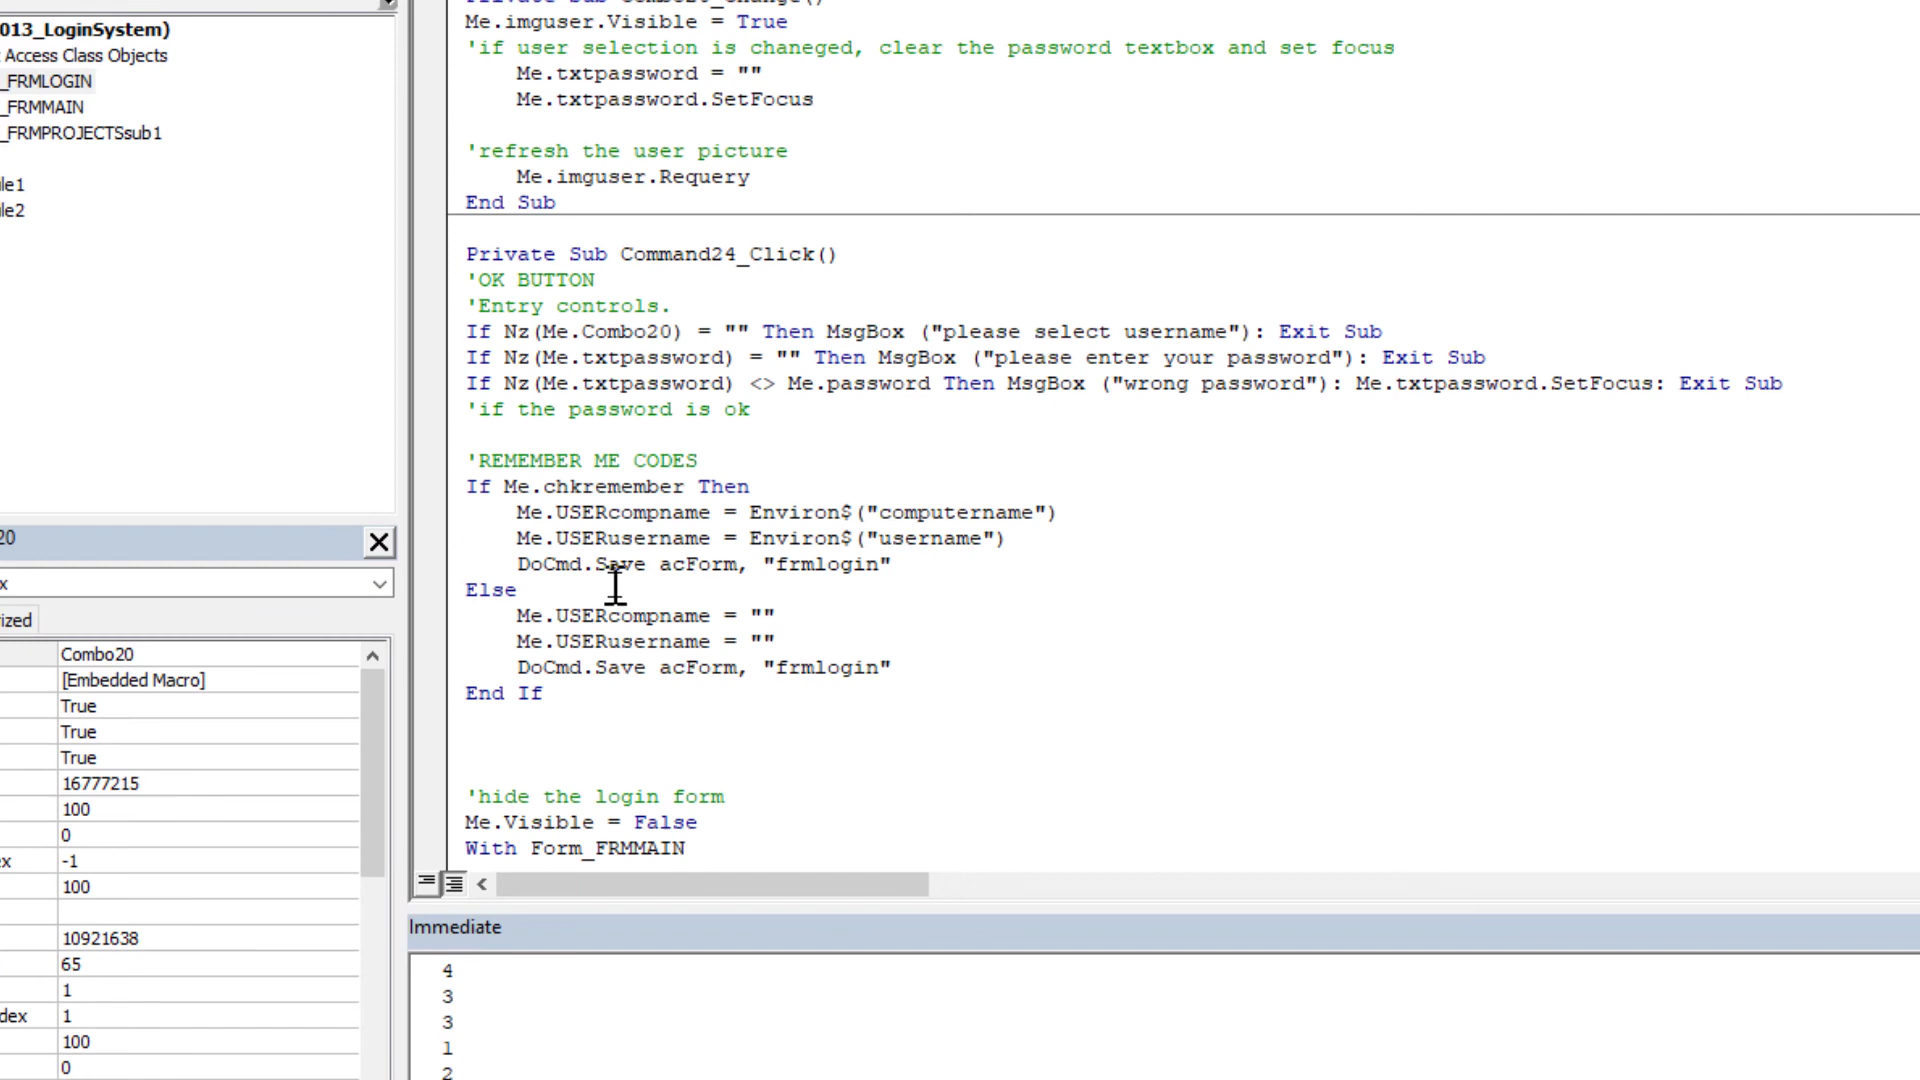 Private Sub Combo20_Change()
Me.imguser.Visible = True
'if user selection is chaneged, clear the password textbox and set focus
Me.txtpassword = ""
Me.txtpassword.SetFocus
'refresh the user picture
Me.imguser.Requery
End Sub
Private Sub Command24_Click()
'OK BUTTON
'Entry controls.
If Nz(Me.Combo20) = "" Then MsgBox ("please select username"): Exit Sub
If Nz(Me.txtpassword) = "" Then MsgBox ("please enter your password"): Exit Sub
If Nz(Me.txtpassword) <> Me.password Then MsgBox ("wrong password"): Me.txtpassword.SetFocus: Exit Sub
'if the password is ok
'REMEMBER ME CODES
If Me.chkremember Then
Me.USERcompname = Environ$("computername")
Me.USERusername = Environ$("username")
DoCmd.Save acForm, "frmlogin"
Else
Me.USERcompname = ""
Me.USERusername = ""
DoCmd.Save acForm, "frmlogin"
End If
'hide the login form
Me.Visible = False
With Form_FRMMAIN
013_LoginSystem)
Access Class Objects
_FRMLOGIN
_FRMMAIN
_FRMPROJECTSsub1
le1
le2
20
x
ized
Combo20
[Embedded Macro]
True
True
True
16777215
100
0
ex -1
100
10921638
65
1
dex 1
100
0
Immediate
4
3
3
1
2